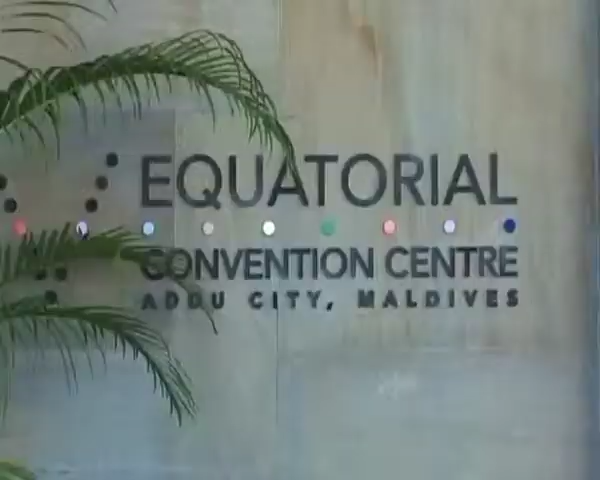 EQUATORIAL
CONVENTION CENTRE
ADDU CITY, MALDIVES